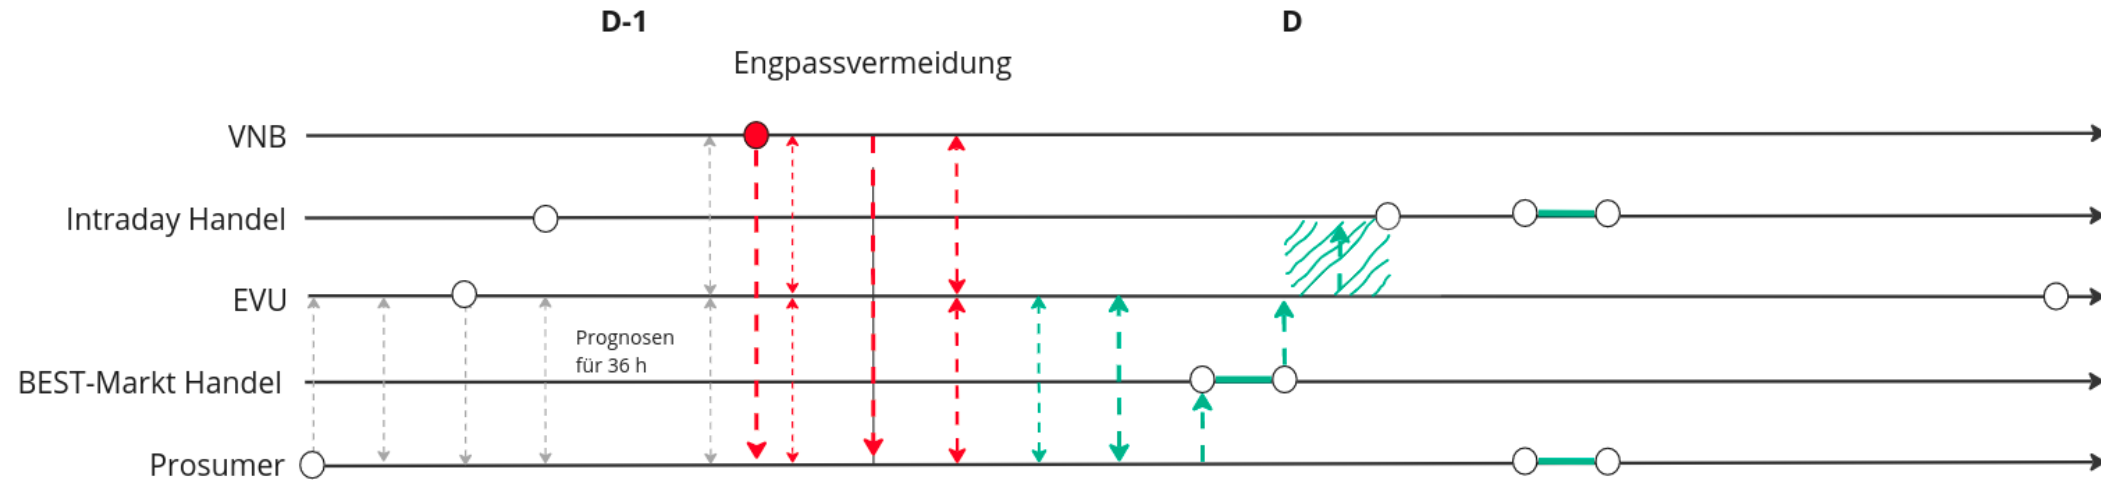 D-1
D
Engpassvermeidung
VNB
Intraday Handel
EVU
Prognosen
für 36 h
BEST-Markt Handel
Prosumer